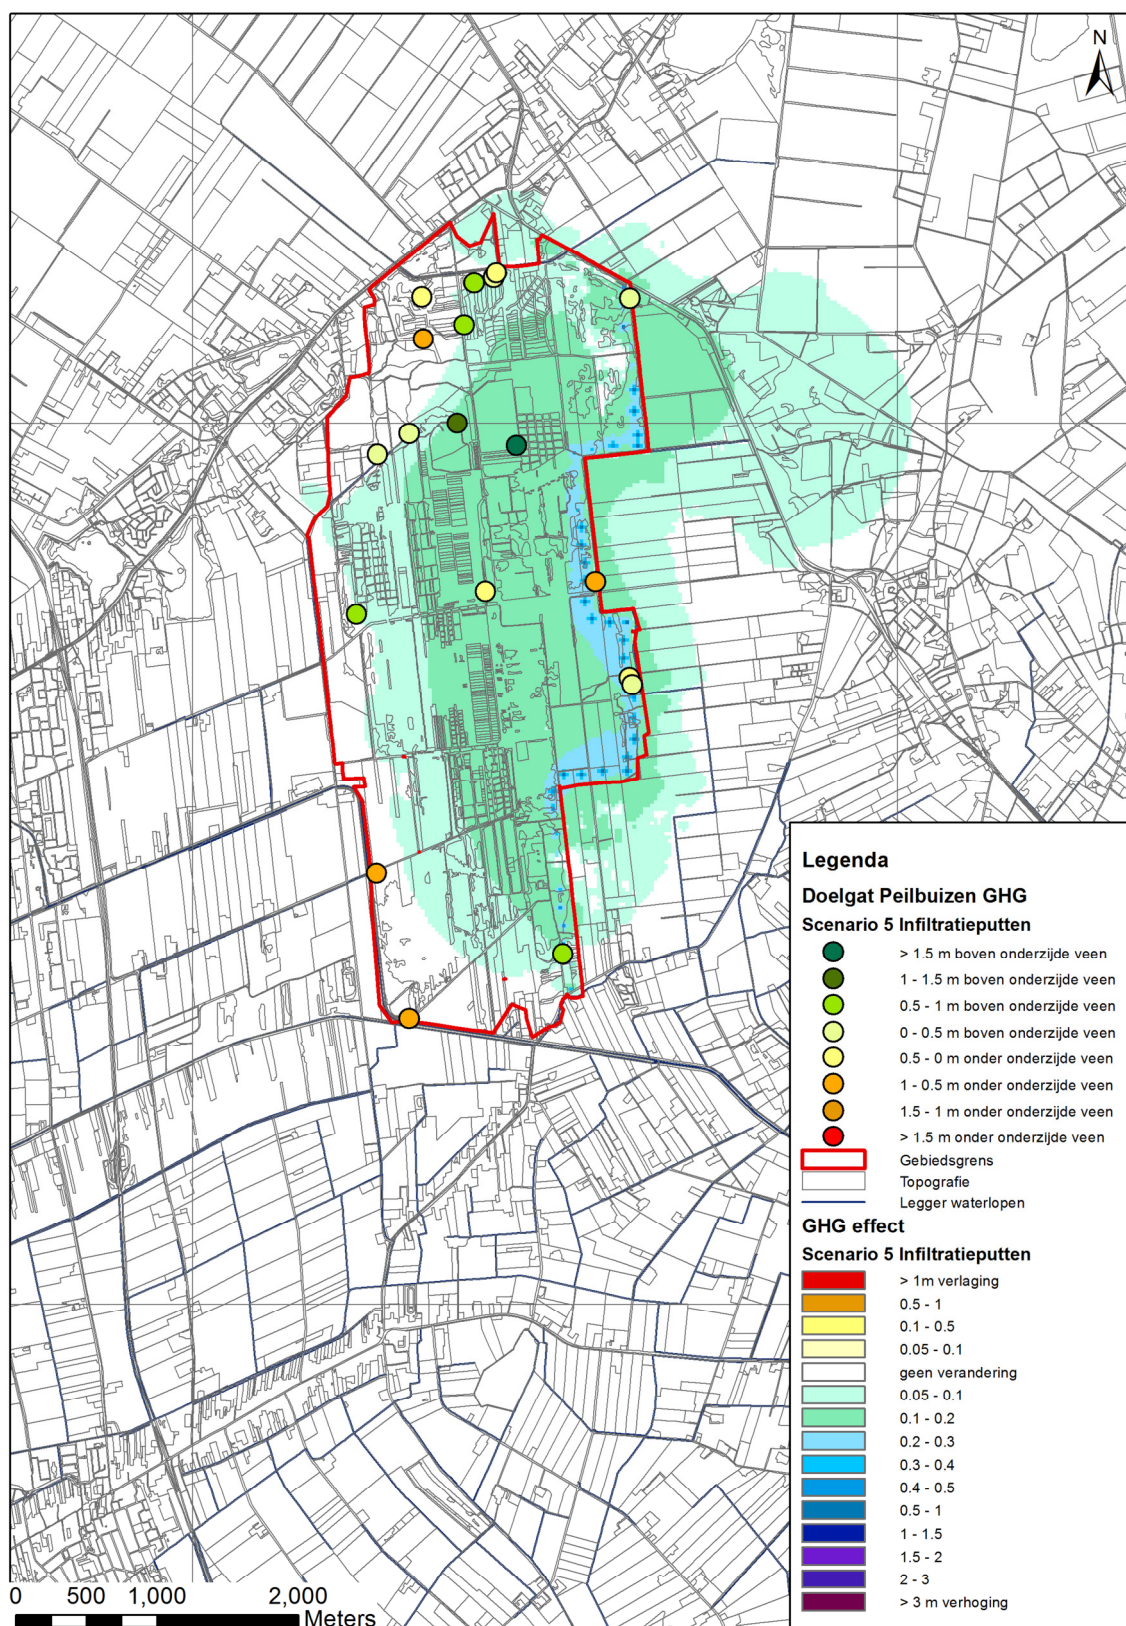 N
Legenda
Doelgat Peilbuizen GHG
Scenario 5 Infiltratieputten
> 1.5 m boven onderzijde veen
1 - 1.5 m boven onderzijde veen
0.5 - 1 m boven onderzijde veen
0 - 0.5 m boven onderzijde veen
0.5 - 0 m onder onderzijde veen
1 - 0.5 m onder onderzijde veen
1.5 - 1 m onder onderzijde veen
> 1.5 m onder onderzijde veen
Gebiedsgrens
Topografie
Legger waterlopen
GHG effect
Scenario 5 Infiltratieputten
> 1m verlaging
0.5 - 1
0.1 - 0.5
0.05 - 0.1
geen verandering
0.05 - 0.1
0.1 - 0.2
0.2 - 0.3
0.3 - 0.4
0.4 - 0.5
0.5 - 1
1 - 1.5
1.5 - 2
2 - 3
> 3 m verhoging
0 500 1,000 2,000
Meters